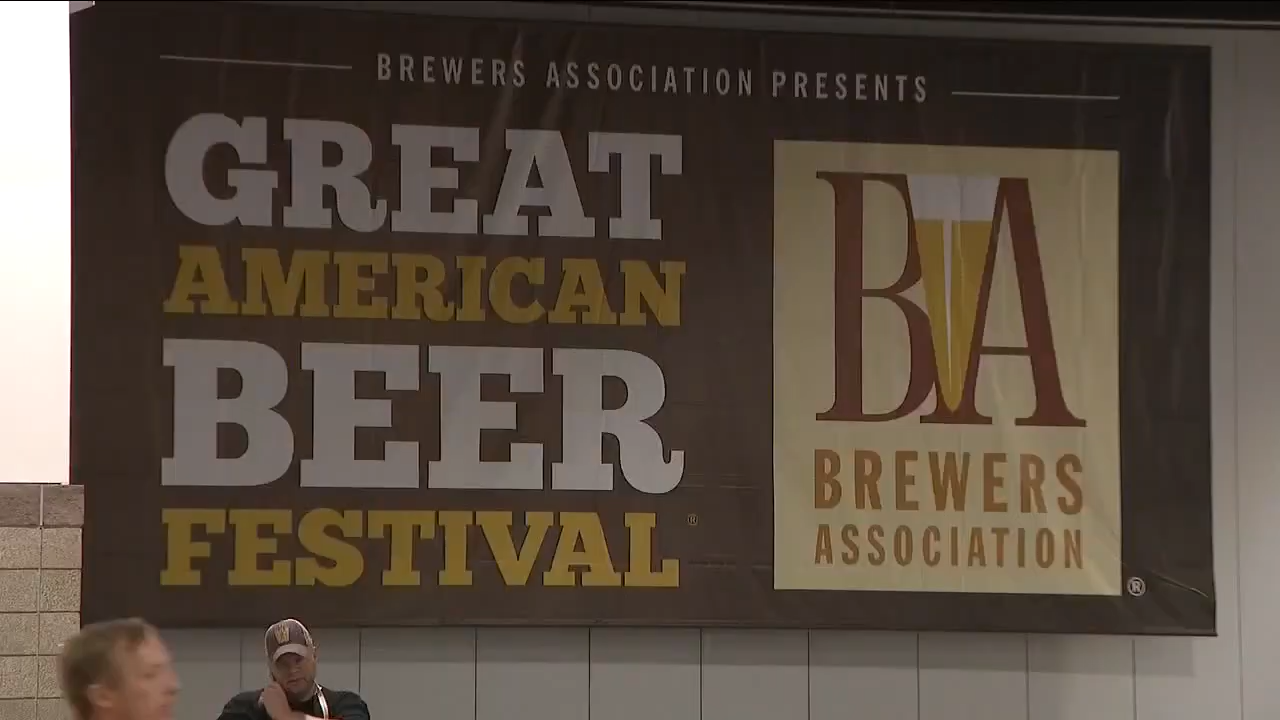 BREWERS ASSOCIATION PRESENTS
GREAT
AMERICAN
BEER
FESTIVAL®
BA
BREWERS
ASSOCIATION®
W